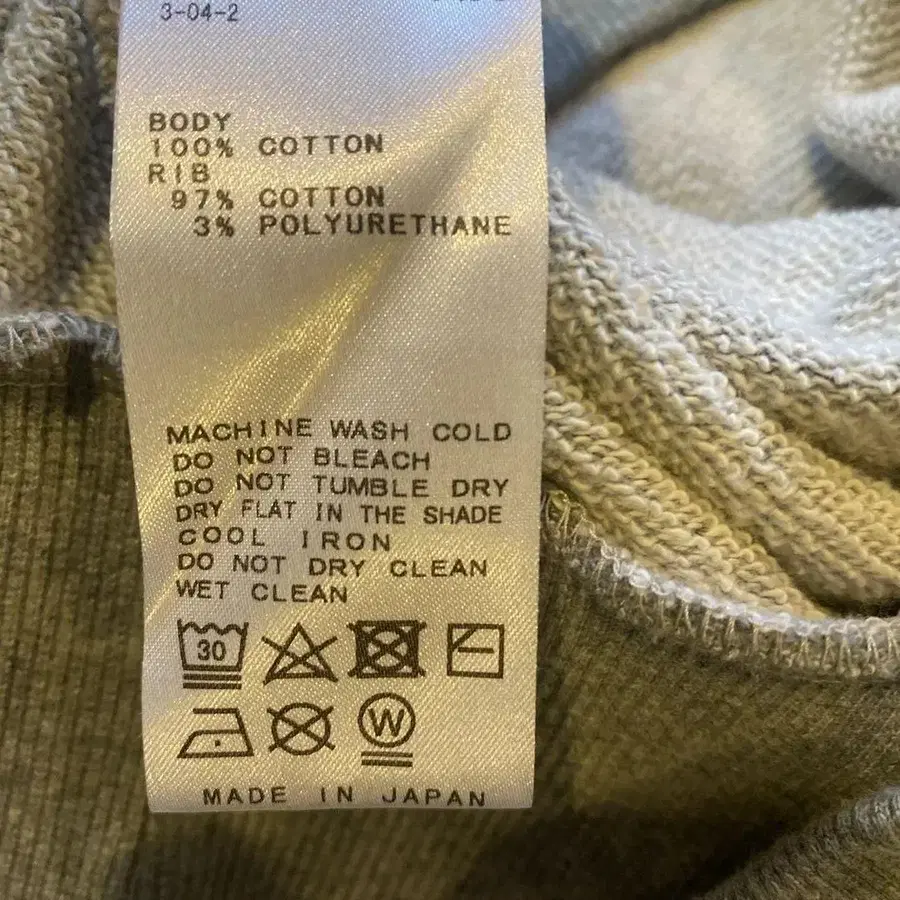 3-04-2
BODY
100% COTTON
RIB
97% COTTON
3% POLYURETHANE
MACHINE WASH COLD
DO NOT BLEACH
DO NOT TUMBLE DRY
DRY FLAT IN THE SHADE
COOL IRON
DO NOT DRY CLEAN
WET CLEAN
30
W
MADE IN JAPAN